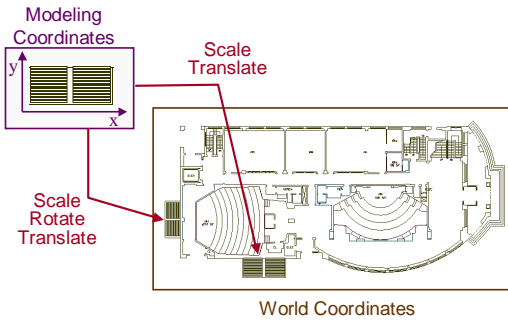 Modeling
Coordinates
y
x
Scale
Translate
Scale
Rotate
Translate
World Coordinates